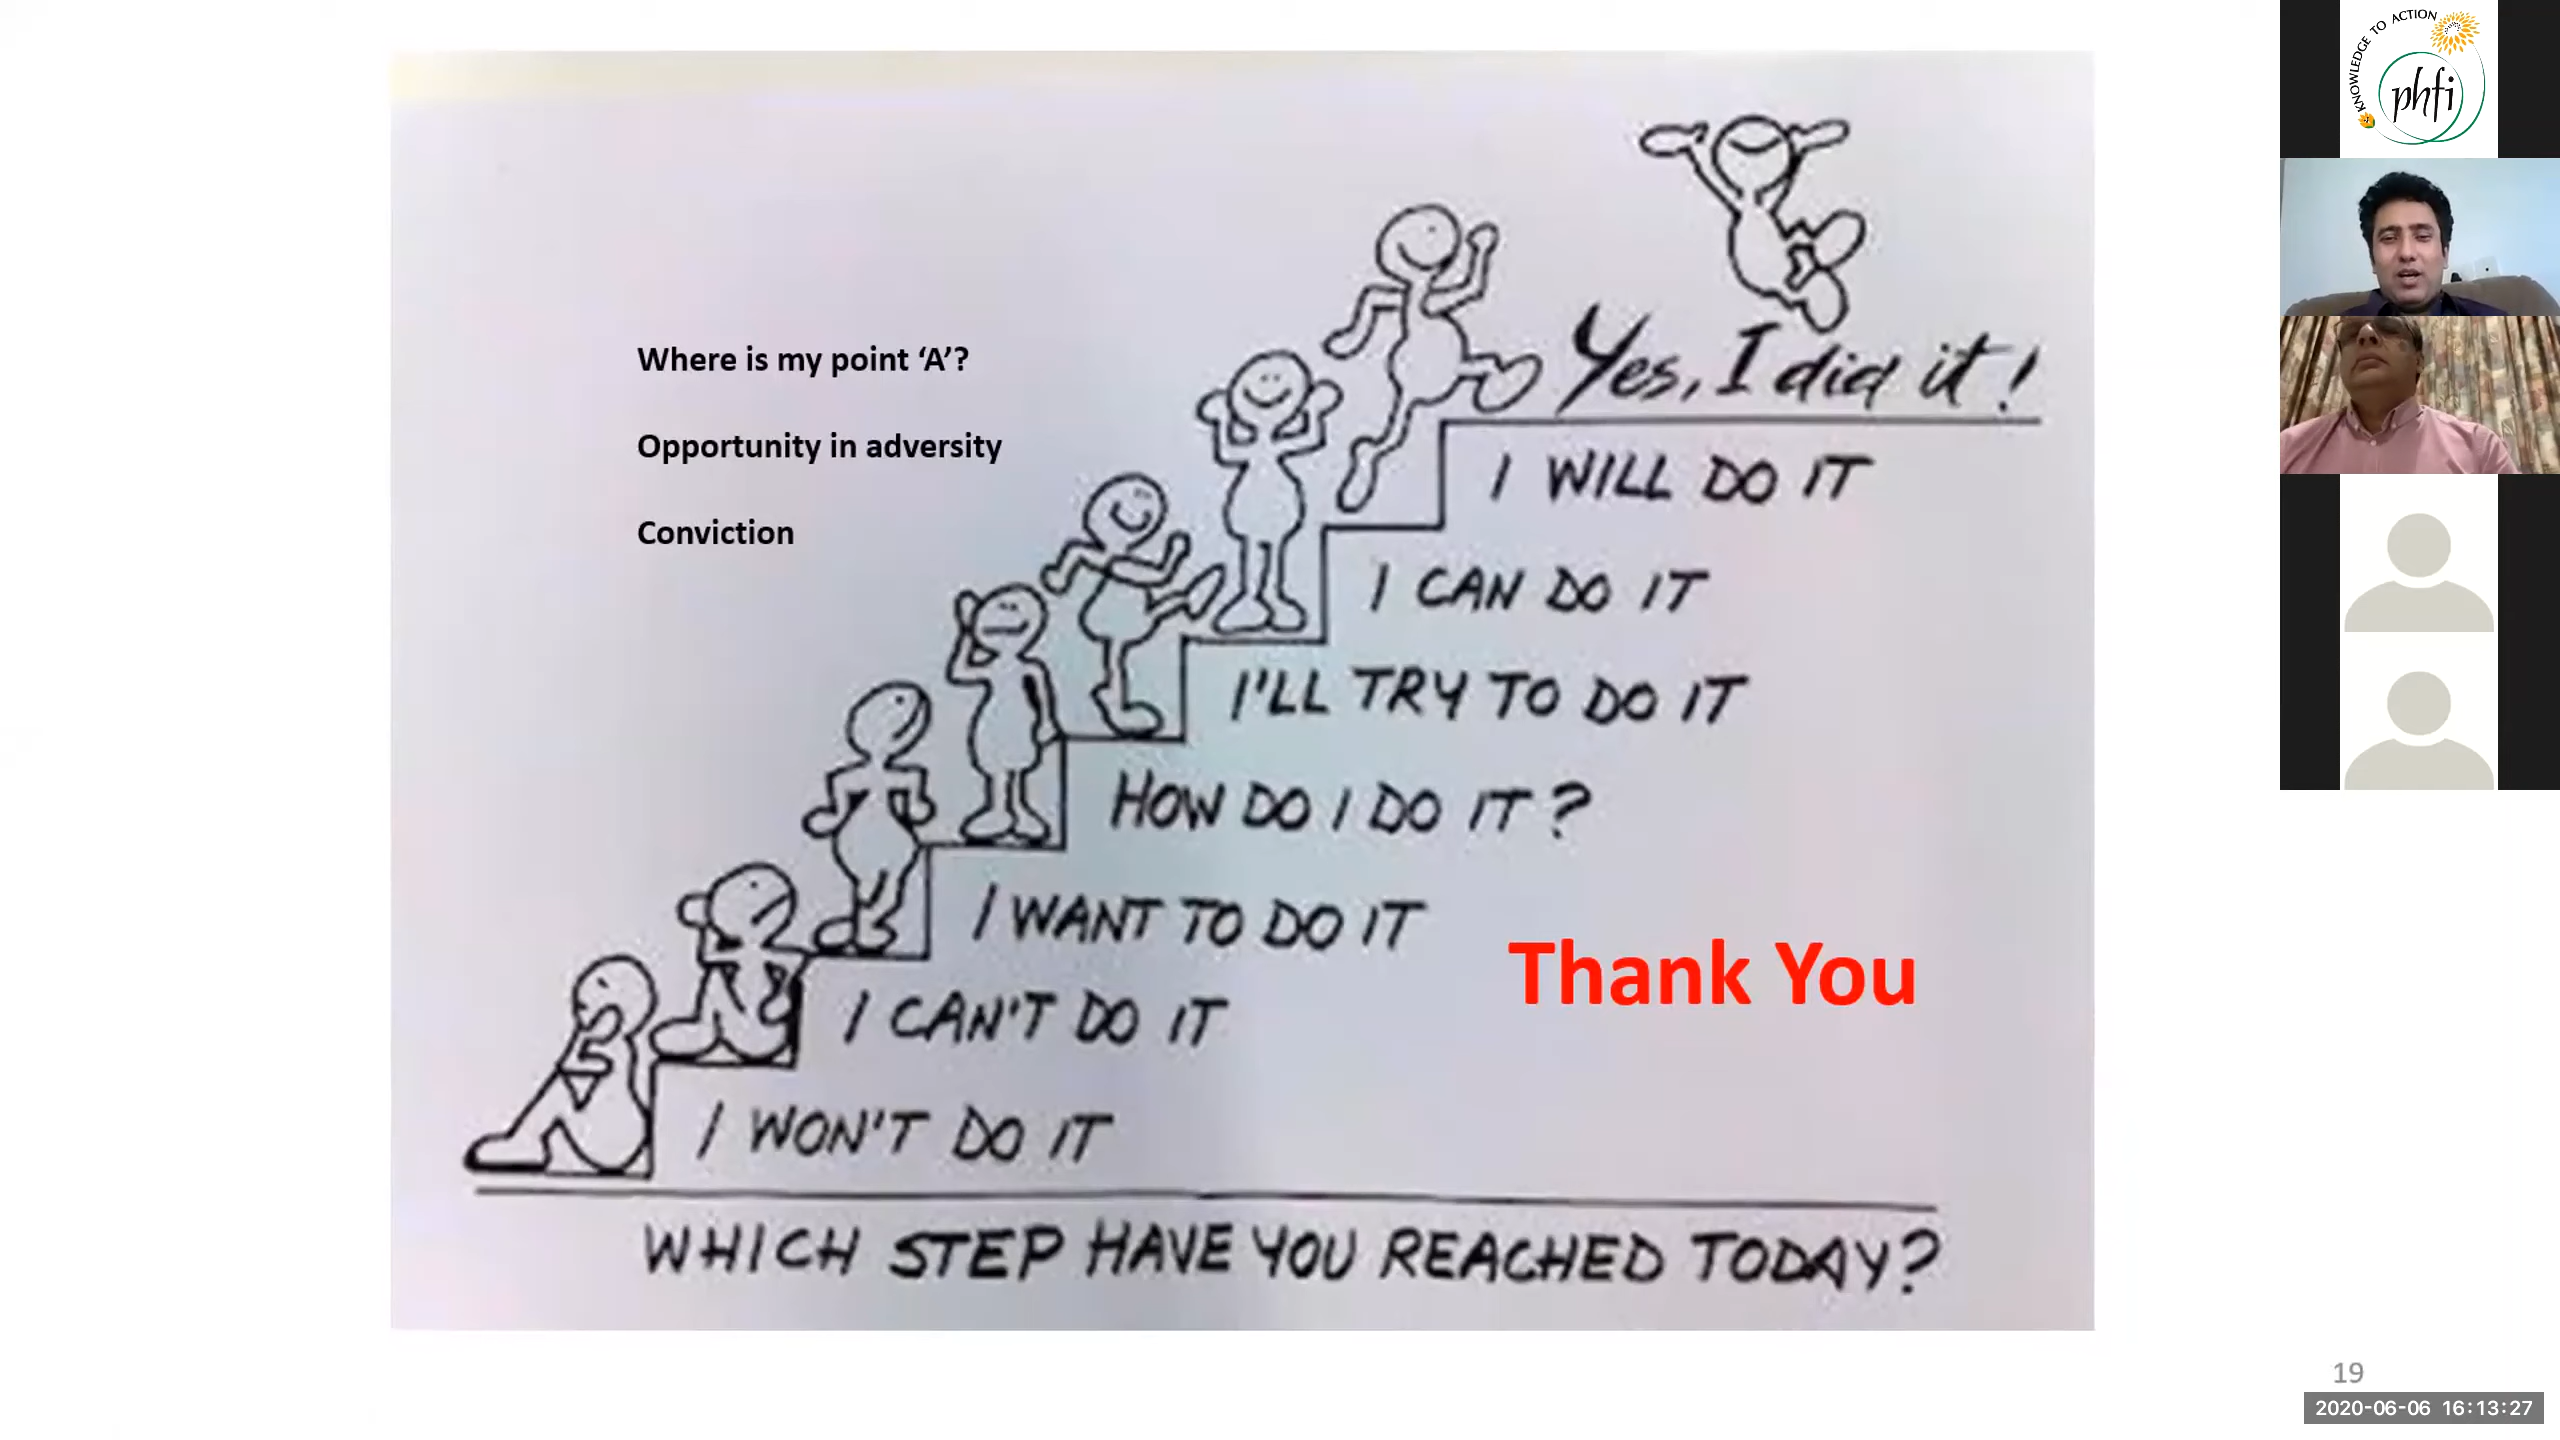 KNOWLEDGE TO ACTION
phfi
Where is my point ‘A’?
Opportunity in adversity
Conviction
Yes, I did it!
I WILL DO IT
I CAN DO IT
I'LL TRY TO DO IT
HOW DO I DO IT?
I WANT TO DO IT
Thank You
I CAN'T DO IT
I WON'T DO IT
WHICH STEP HAVE YOU REACHED TODAY?
19
2020-06-06 16:13:27